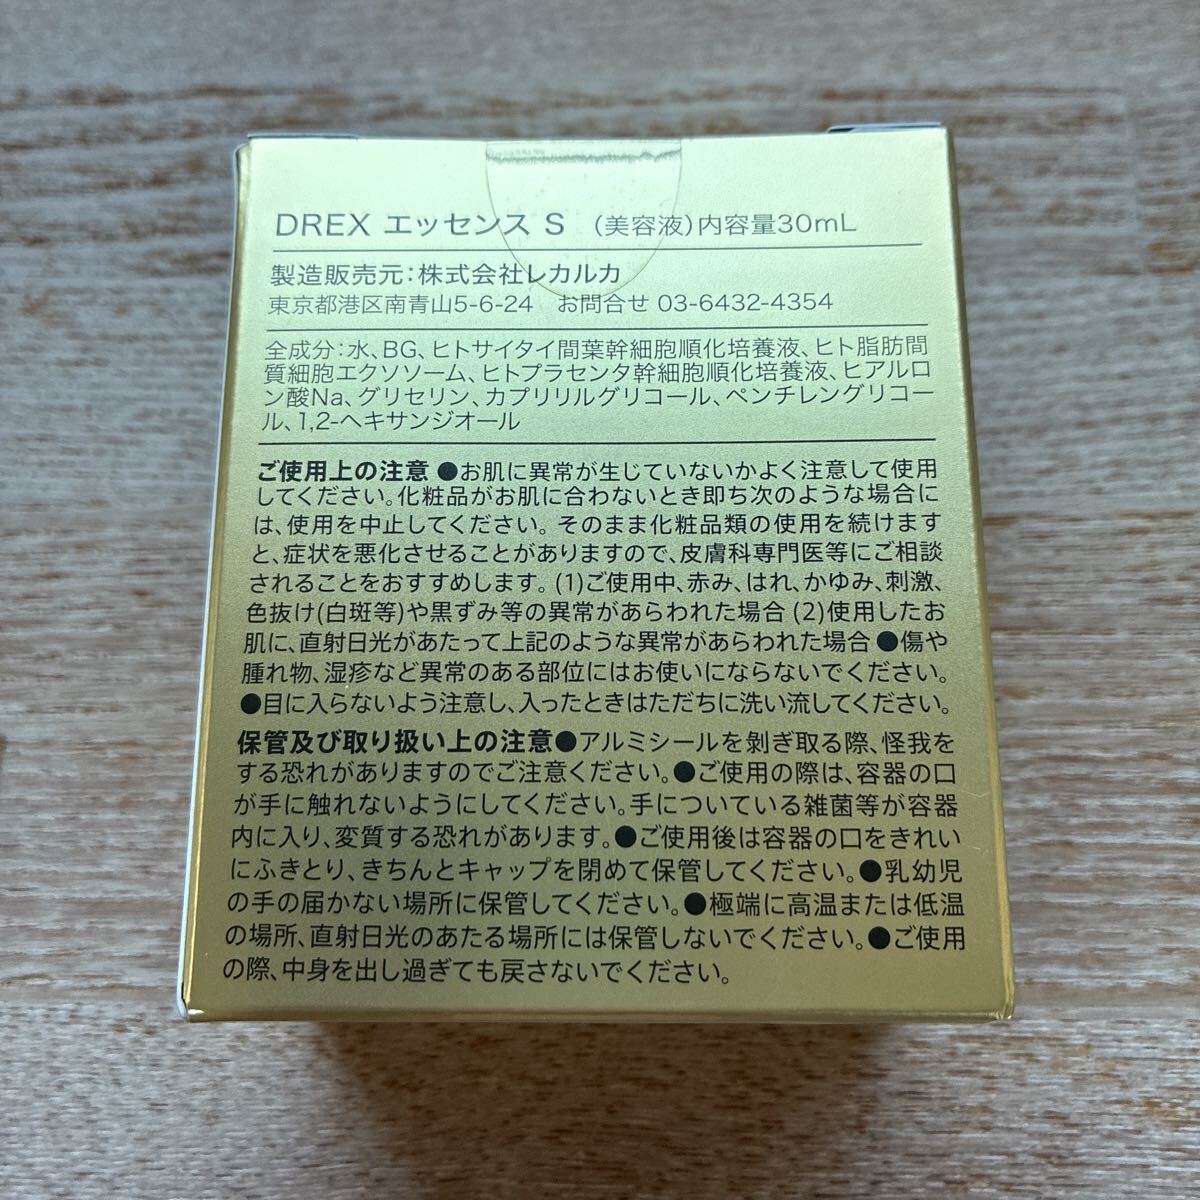 DREX エッセンス S （美容液）内容量30mL
製造販売元：株式会社レカルカ
東京都港区南青山5-6-24　お問合せ 03-6432-4354
全成分：水、BG、ヒトサイタイ間葉幹細胞順化培養液、ヒト脂肪間
質細胞エクソソーム、ヒトプラセンタ幹細胞順化培養液、ヒアルロ
ン酸Na、グリセリン、カプリリルグリコール、ペンチレングリコー
ル、1,2-ヘキサンジオール
ご使用上の注意 ●お肌に異常が生じていないかよく注意して使用
してください。化粧品がお肌に合わないとき即ち次のような場合に
は、使用を中止してください。そのまま化粧品類の使用を続けます
と、症状を悪化させることがありますので、皮膚科専門医等にご相談
されることをおすすめします。(1)ご使用中、赤み、はれ、かゆみ、刺激、
色抜け(白斑等)や黒ずみ等の異常があらわれた場合 (2)使用したお
肌に、直射日光があたって上記のような異常があらわれた場合 ●傷や
腫れ物、湿疹など異常のある部位にはお使いにならないでください。
●目に入らないよう注意し、入ったときはただちに洗い流してください。
保管及び取り扱い上の注意●アルミシールを剥ぎ取る際、怪我を
する恐れがありますのでご注意ください。●ご使用の際は、容器の口
が手に触れないようにしてください。手についている雑菌等が容器
内に入り、変質する恐れがあります。●ご使用後は容器の口をきれい
にふきとり、きちんとキャップを閉めて保管してください。●乳幼児
の手の届かない場所に保管してください。●極端に高温または低温
の場所、直射日光のあたる場所には保管しないでください。●ご使用
の際、中身を出し過ぎても戻さないでください。